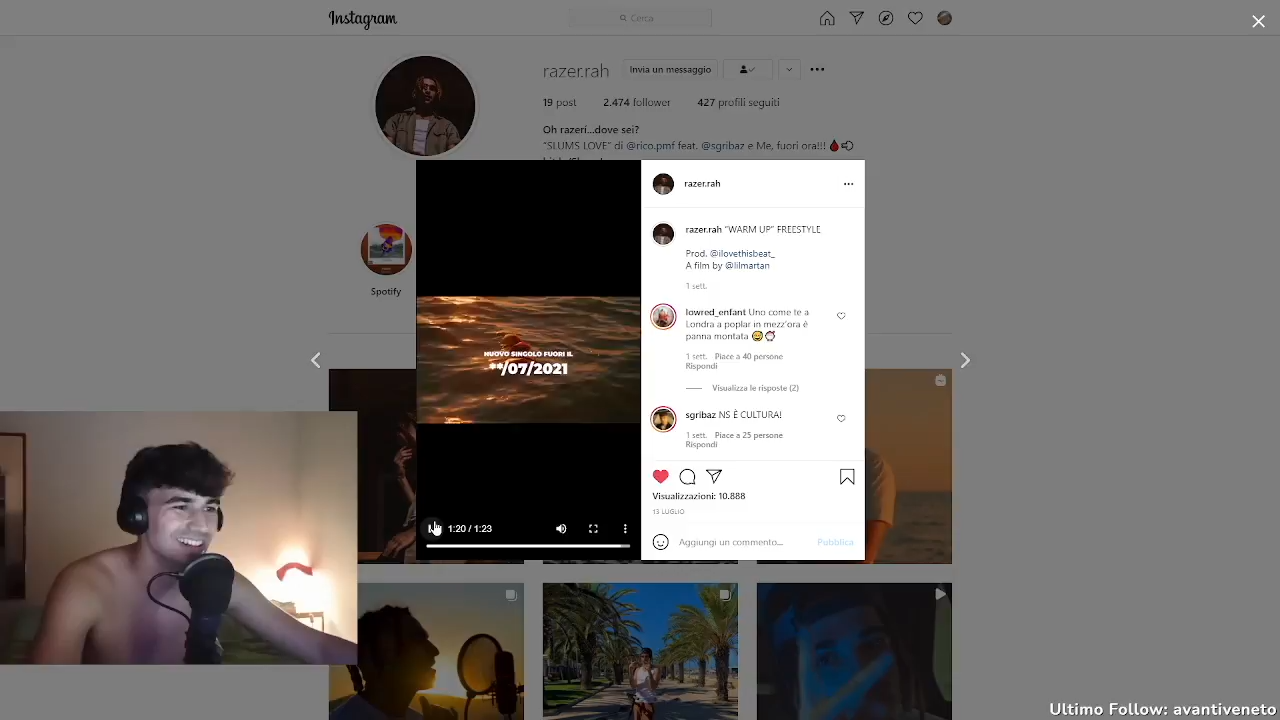 Instagram
Cerca
razer.rah
Invia un messaggio
19 post 2.474 follower 427 profili seguiti
Oh razeri...dove sei?
"SLUMS LOVE" di @rico.pmf feat. @sgribaz e Me, fuori ora!!!
Spotify
NUOVO SINGOLO FUORI IL
**/07/2021
1:20 / 1:23
razer.rah
razer.rah "WARM UP" FREESTYLE
Prod. @ilovethisbeat_
A film by @lilmartan
1 sett.
lowred_enfant Uno come te a
Londra a poplar in mezz'ora è
panna montata 😅
1 sett. Piace a 40 persone
Rispondi
Visualizza le risposte (2)
sgribaz NS È CULTURA!
1 sett. Piace a 25 persone
Rispondi
Visualizzazioni: 10.888
13 LUGLIO
Aggiungi un commento... Pubblica
Ultimo Follow: avantiveneto